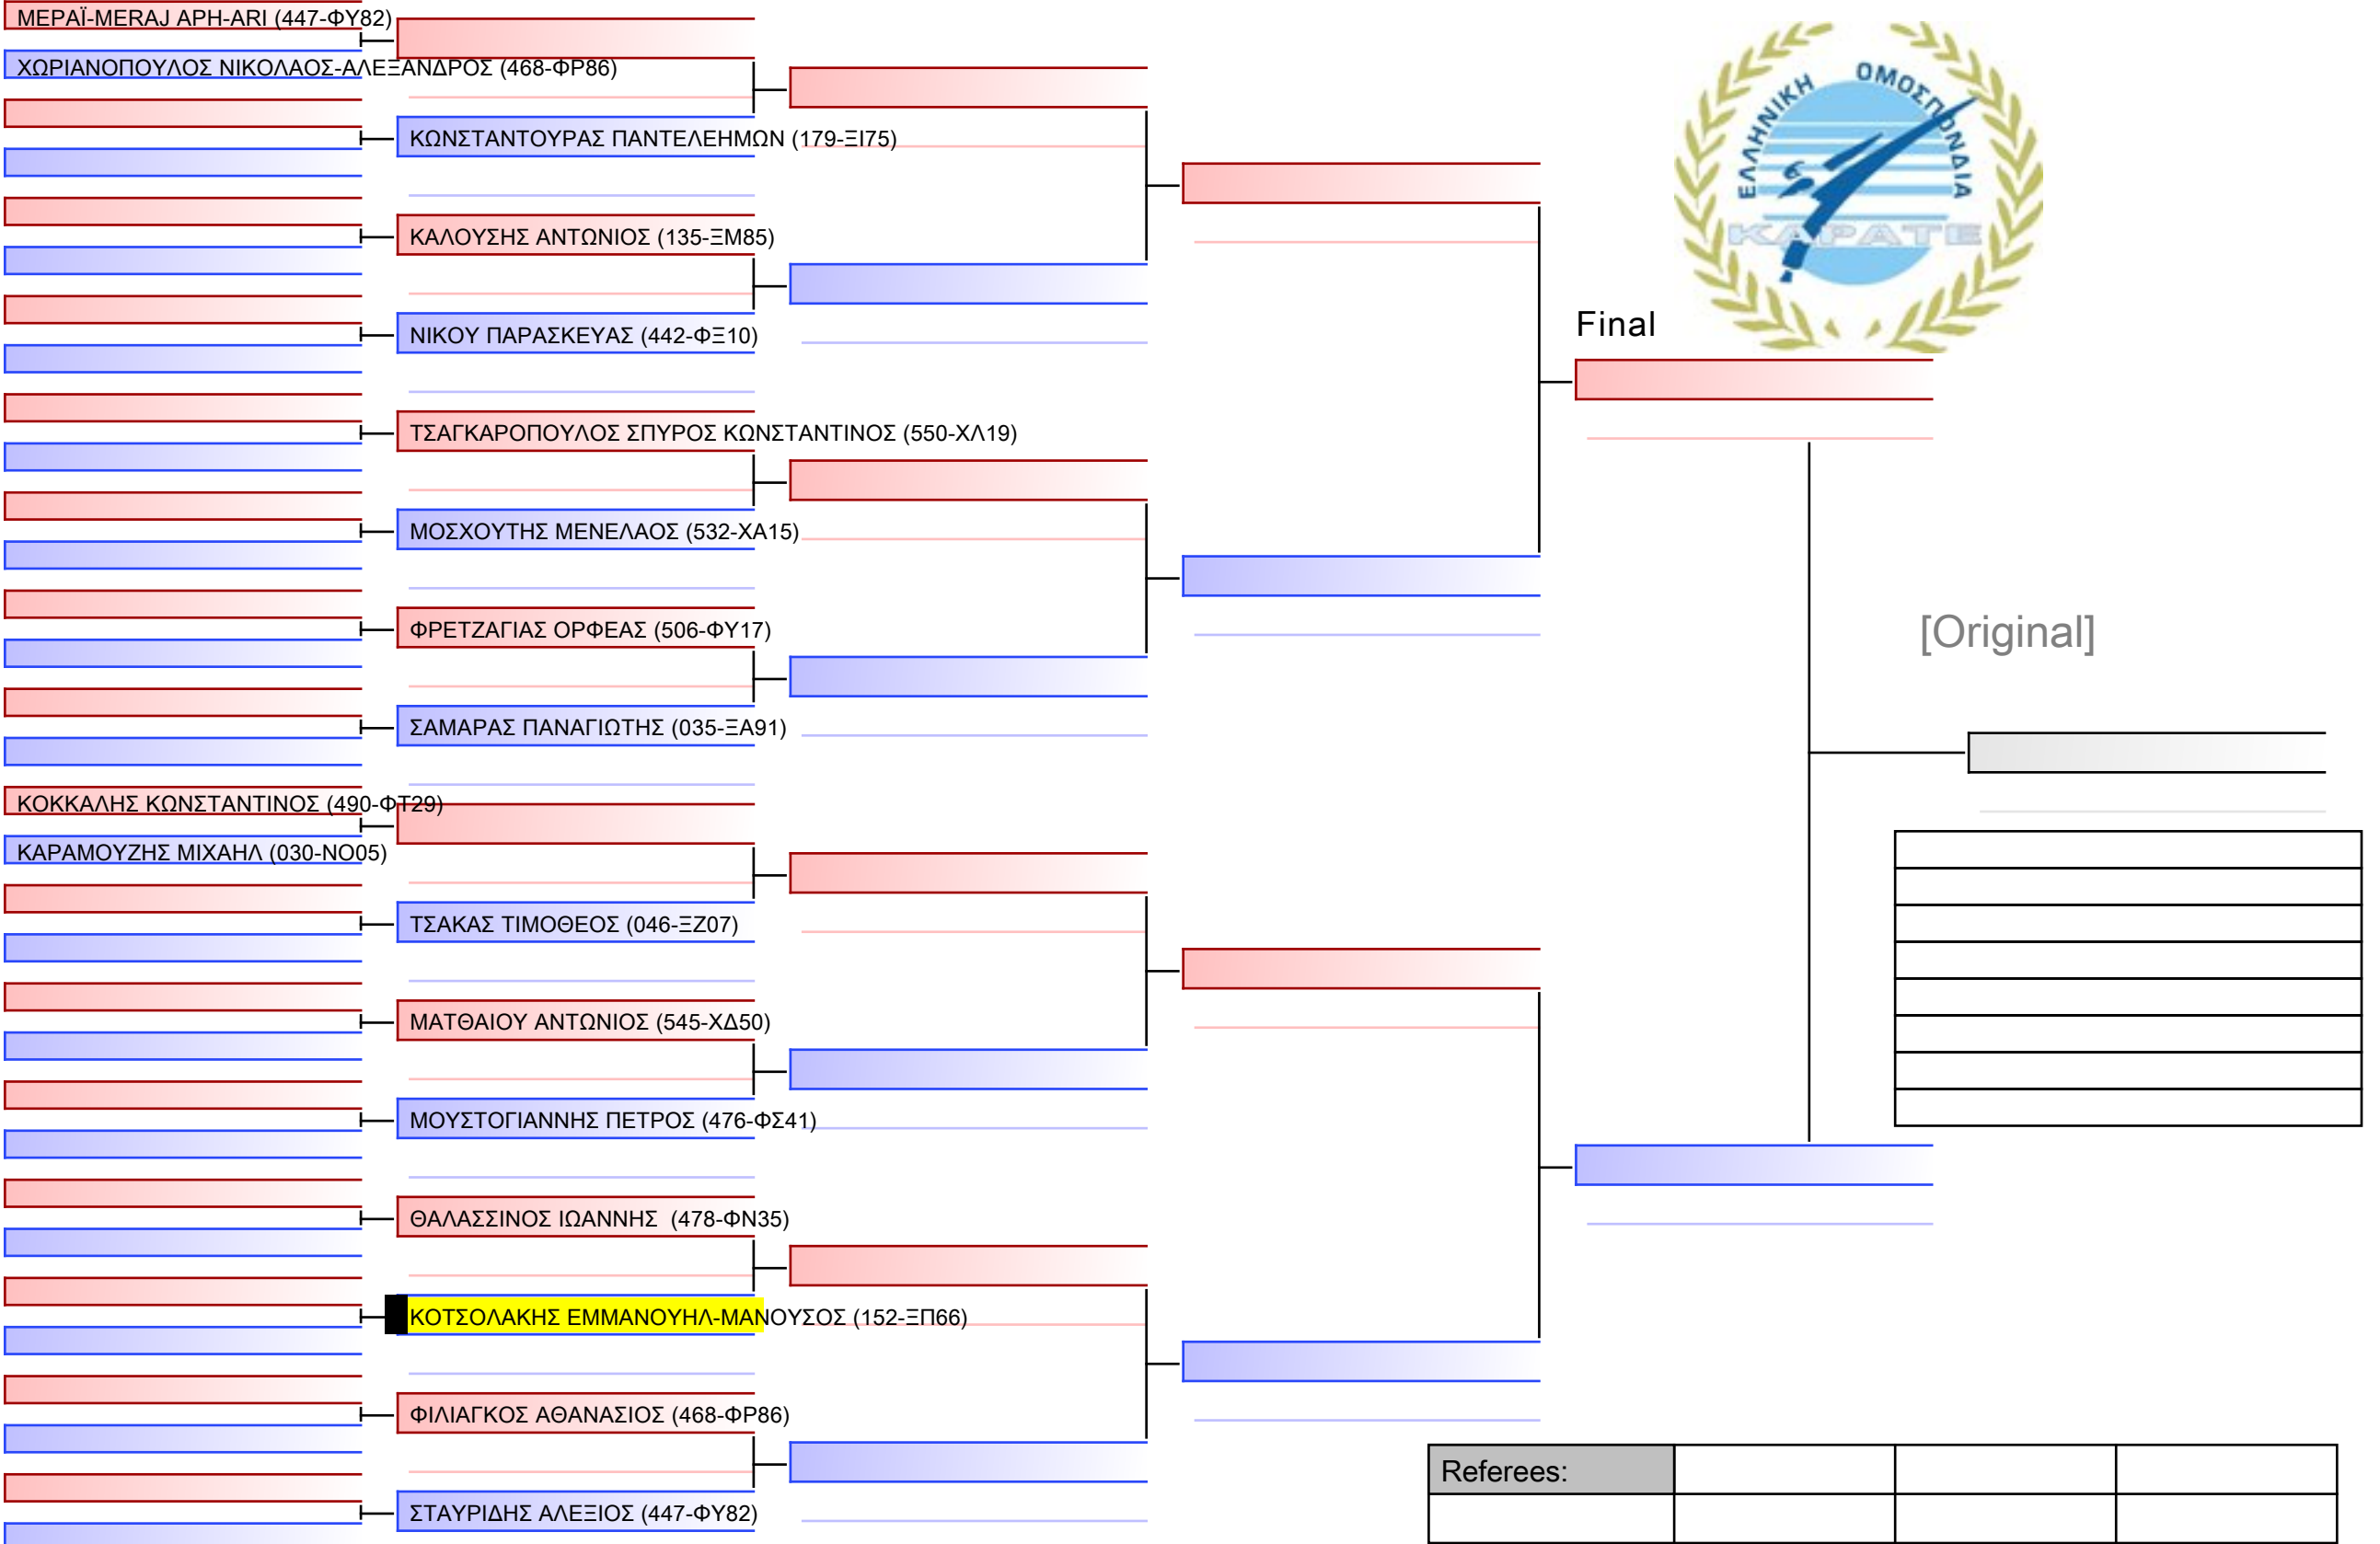 ΜΕΡΑΪ-MERAJ ΑΡΗ-ARI (447-ΦΥ82)
ΧΩΡΙΑΝΟΠΟΥΛΟΣ ΝΙΚΟΛΑΟΣ-ΑΛΕΞΑΝΔΡΟΣ (468-ΦΡ86)
ΚΩΝΣΤΑΝΤΟΥΡΑΣ ΠΑΝΤΕΛΕΗΜΩΝ (179-ΞΙ75)
ΚΑΛΟΥΣΗΣ ΑΝΤΩΝΙΟΣ (135-ΞΜ85)
ΝΙΚΟΥ ΠΑΡΑΣΚΕΥΑΣ (442-ΦΞ10)
ΤΣΑΓΚΑΡΟΠΟΥΛΟΣ ΣΠΥΡΟΣ ΚΩΝΣΤΑΝΤΙΝΟΣ (550-ΧΛ19)
ΜΟΣΧΟΥΤΗΣ ΜΕΝΕΛΑΟΣ (532-ΧΑ15)
ΦΡΕΤΖΑΓΙΑΣ ΟΡΦΕΑΣ (506-ΦΥ17)
ΣΑΜΑΡΑΣ ΠΑΝΑΓΙΩΤΗΣ (035-ΞΑ91)
ΚΟΚΚΑΛΗΣ ΚΩΝΣΤΑΝΤΙΝΟΣ (490-ΦΤ29)
ΚΑΡΑΜΟΥΖΗΣ ΜΙΧΑΗΛ (030-ΝΟ05)
ΤΣΑΚΑΣ ΤΙΜΟΘΕΟΣ (046-ΞΖ07)
ΜΑΤΘΑΙΟΥ ΑΝΤΩΝΙΟΣ (545-ΧΔ50)
ΜΟΥΣΤΟΓΙΑΝΝΗΣ ΠΕΤΡΟΣ (476-ΦΣ41)
ΘΑΛΑΣΣΙΝΟΣ ΙΩΑΝΝΗΣ (478-ΦΝ35)
ΚΟΤΣΟΛΑΚΗΣ ΕΜΜΑΝΟΥΗΛ-ΜΑΝΟΥΣΟΣ (152-ΞΠ66)
ΦΙΛΙΑΓΚΟΣ ΑΘΑΝΑΣΙΟΣ (468-ΦΡ86)
ΣΤΑΥΡΙΔΗΣ ΑΛΕΞΙΟΣ (447-ΦΥ82)
ΕΛΛΗΝΙΚΗ ΟΜΟΣΠΟΝΔΙΑ
ΚΑΡΑΤΕ
Final
[Original]
Referees: